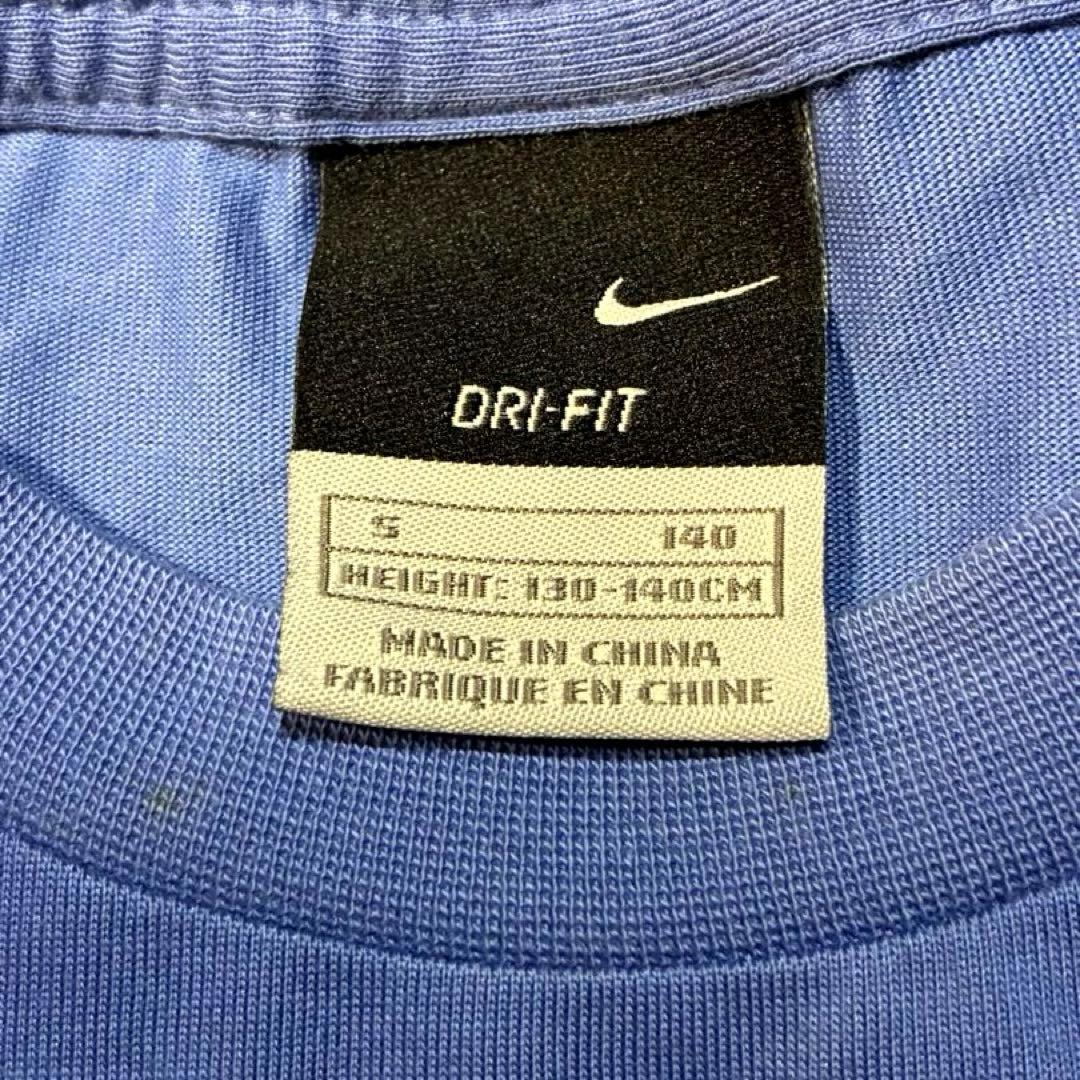 DRI-FIT
S 140
HEIGHT: 130-140CM
MADE IN CHINA
FABRIQUE EN CHINE